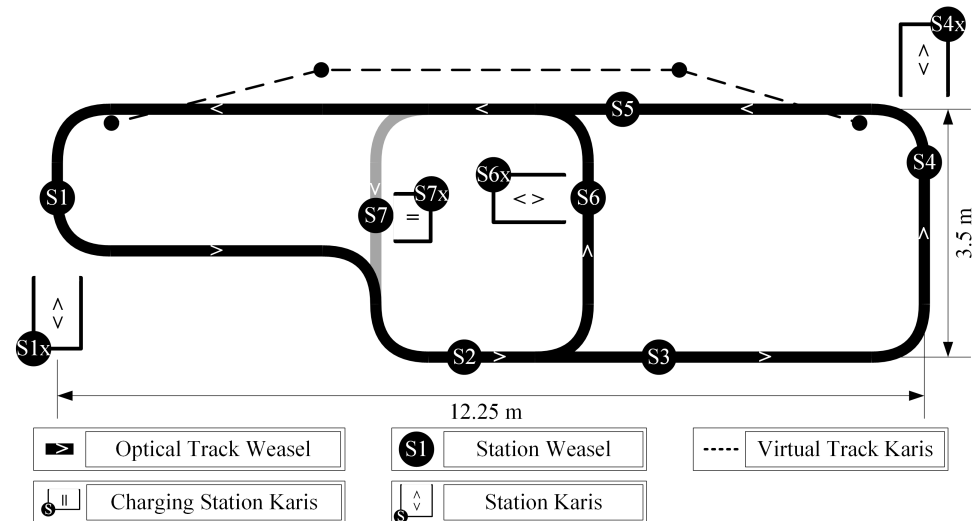 S4x
S5
S4
S6x
S7x
S6
S1
S7
=
< >
3.5 m
S1x
S2
S3
12.25 m
Optical Track Weasel
S1
Station Weasel
Virtual Track Karis
S
=
Charging Station Karis
S
Station Karis